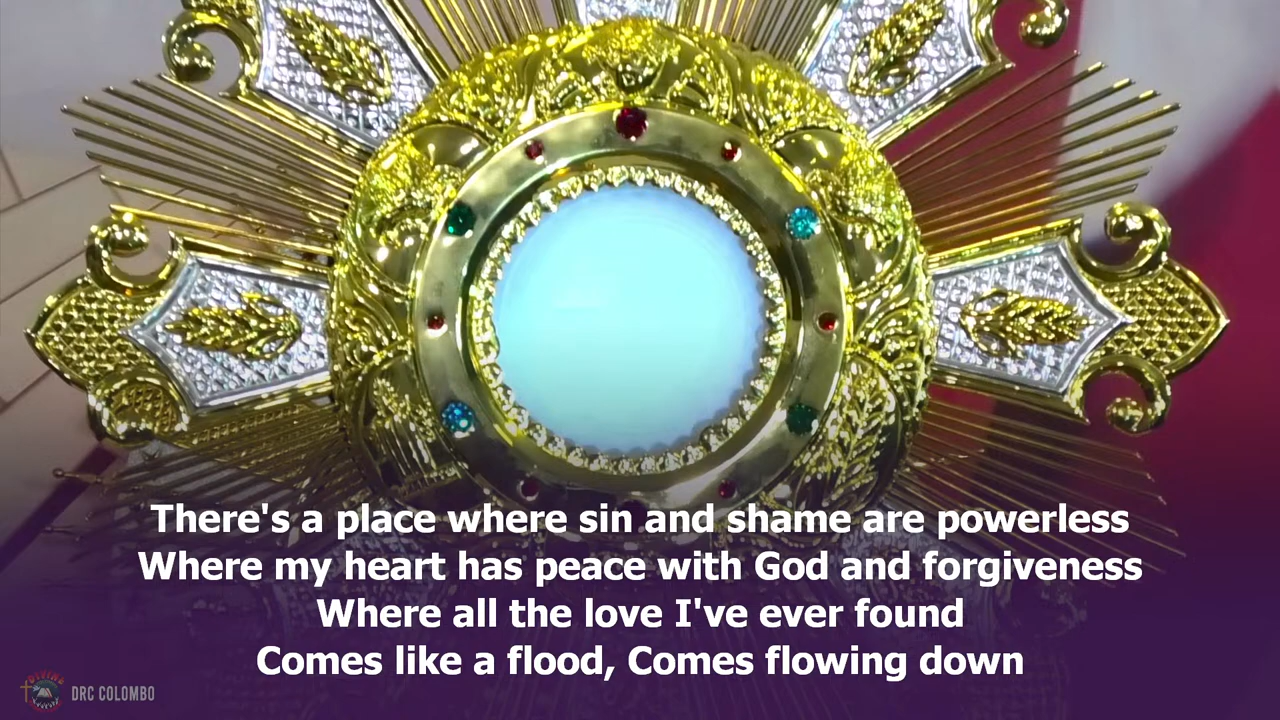 There's a place where sin and shame are powerless
Where my heart has peace with God and forgiveness
Where all the love I've ever found
Comes like a flood, Comes flowing down
DRC COLOMBO